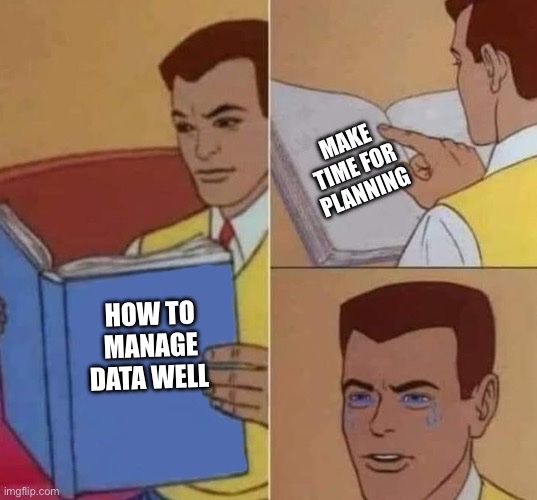 HOW TO
MANAGE
DATA WELL
MAKE
TIME FOR
PLANNING
imgflip.com